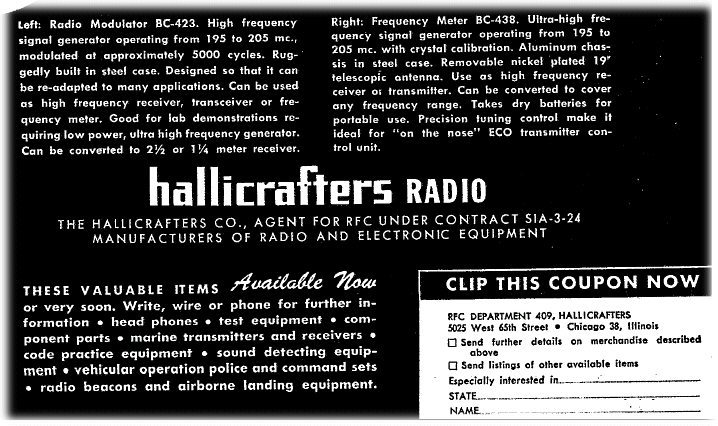 Left: Radio Modulator BC-423. High frequency
signal generator operating from 195 to 205 mc.,
modulated at approximately 5000 cycles. Rug-
gedly built in steel case. Designed so that it can
be re-adapted to many applications. Can be used
as high frequency receiver, transceiver or fre-
quency meter. Good for lab demonstrations re-
quiring low power, ultra high frequency generator.
Can be converted to 2½ or 1¼ meter receiver.
Right: Frequency Meter BC-438. Ultra-high fre-
quency signal generator operating from 195 to
205 mc. with crystal calibration. Aluminum chas-
sis in steel case. Removable nickel plated 19"
telescopic antenna. Use as high frequency re-
ceiver or transmitter. Can be converted to cover
any frequency range. Takes dry batteries for
portable use. Precision tuning control make it
ideal for "on the nose" ECO transmitter con-
trol unit.
hallicrafters RADIO
THE HALLICRAFTERS CO., AGENT FOR RFC UNDER CONTRACT SIA-3-24
MANUFACTURERS OF RADIO AND ELECTRONIC EQUIPMENT
THESE VALUABLE ITEMS Available Now
or very soon. Write, wire or phone for further in-
formation • head phones • test equipment • com-
ponent parts • marine transmitters and receivers •
code practice equipment • sound detecting equip-
ment • vehicular operation police and command sets
• radio beacons and airborne landing equipment.
CLIP THIS COUPON NOW
RFC DEPARTMENT 409, HALLICRAFTERS
5025 West 65th Street • Chicago 38, Illinois
□ Send further details on merchandise described
above
□ Send listings of other available items
Especially interested in
STATE
NAME